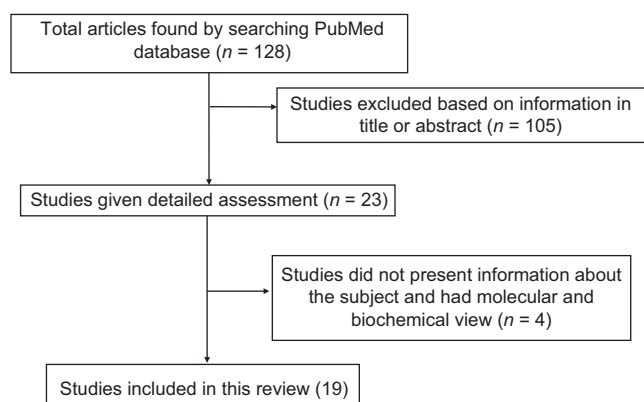 Total articles found by searching PubMed
database (n = 128)
Studies excluded based on information in
title or abstract (n = 105)
Studies given detailed assessment (n = 23)
Studies did not present information about
the subject and had molecular and
biochemical view (n = 4)
Studies included in this review (19)